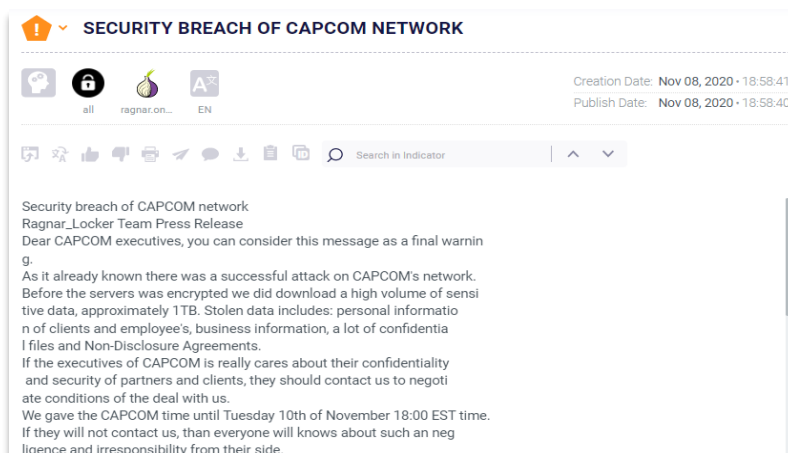 SECURITY BREACH OF CAPCOM NETWORK
all
ragnar.on...
EN
Creation Date: Nov 08, 2020 · 18:58:41
Publish Date: Nov 08, 2020 · 18:58:40
Search in Indicator
Security breach of CAPCOM network
Ragnar_Locker Team Press Release
Dear CAPCOM executives, you can consider this message as a final warnin
g.
As it already known there was a successful attack on CAPCOM's network.
Before the servers was encrypted we did download a high volume of sensi
tive data, approximately 1TB. Stolen data includes: personal informatio
n of clients and employee's, business information, a lot of confidentia
l files and Non-Disclosure Agreements.
If the executives of CAPCOM is really cares about their confidentiality
and security of partners and clients, they should contact us to negoti
ate conditions of the deal with us.
We gave the CAPCOM time until Tuesday 10th of November 18:00 EST time.
If they will not contact us, than everyone will knows about such an neg
ligence and irresponsibility from their side.